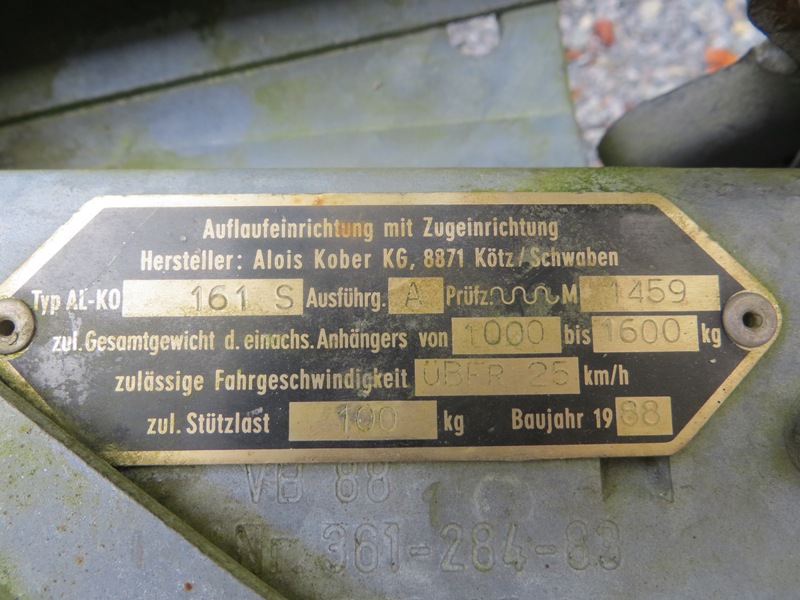 Auflaufeinrichtung mit Zugeinrichtung
Hersteller: Alois Kober KG, 8871 Kötz/Schwaben
Typ AL-KO 161 S Ausführg. A Prüfz. M 1459
zul. Gesamtgewicht d. einachs. Anhängers von 1000 bis 1600 kg
zulässige Fahrgeschwindigkeit ÜBER 25 km/h
zul. Stützlast 100 kg Baujahr 1988
VB 88
Nr. 361-284-83